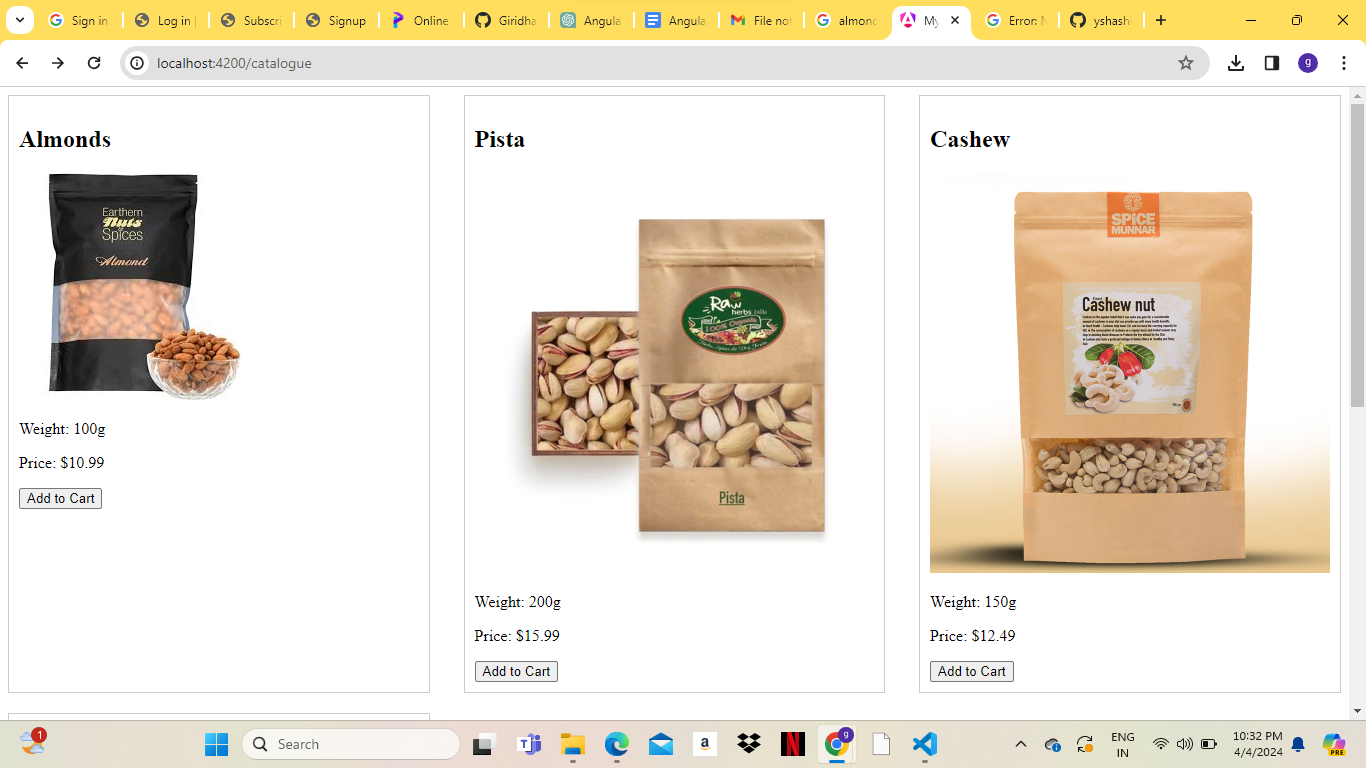 Sign in
Log in |
Subscri
Signup
Online
Giridha
Angula
Angula
File not
almond
My
Error: N
yshash
localhost:4200/catalogue
g
Almonds
Earthern
Nuts
Spices
Almond
Weight: 100g
Price: $10.99
Add to Cart
Pista
Raw
herbs India
100% Organic
Pista
Weight: 200g
Price: $15.99
Add to Cart
Cashew
SPICE
MUNNAR
Cashew nut
Weight: 150g
Price: $12.49
Add to Cart
1
Search
g
ENG
IN
10:32 PM
4/4/2024
PRE